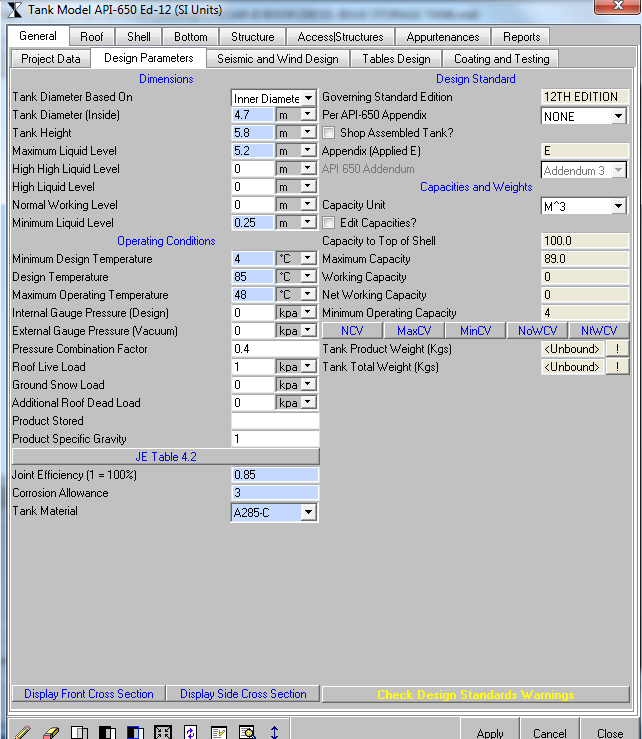 Tank Model API-650 Ed-12 (SI Units)
General Roof Shell Bottom Structure Access|Structures Appurtenances Reports
Project Data Design Parameters Seismic and Wind Design Tables Design Coating and Testing
Dimensions
Tank Diameter Based On Inner Diamete
Tank Diameter (Inside) 4.7 m
Tank Height 5.8 m
Maximum Liquid Level 5.2 m
High High Liquid Level 0 m
High Liquid Level 0 m
Normal Working Level 0 m
Minimum Liquid Level 0.25 m
Operating Conditions
Minimum Design Temperature 4 °C
Design Temperature 85 °C
Maximum Operating Temperature 48 °C
Internal Gauge Pressure (Design) 0 kpa
External Gauge Pressure (Vacuum) 0 kpa
Pressure Combination Factor 0.4
Roof Live Load 1 kpa
Ground Snow Load 0 kpa
Additional Roof Dead Load 0 kpa
Product Stored
Product Specific Gravity 1
JE Table 4.2
Joint Efficiency (1 = 100%) 0.85
Corrosion Allowance 3
Tank Material A285-C
Design Standard
Governing Standard Edition 12TH EDITION
Per API-650 Appendix NONE
Shop Assembled Tank?
Appendix (Applied E) E
API 650 Addendum Addendum 3
Capacities and Weights
Capacity Unit M^3
Edit Capacities?
Capacity to Top of Shell 100.0
Maximum Capacity 89.0
Working Capacity 0
Net Working Capacity 0
Minimum Operating Capacity 4
NCV MaxCV MinCV NoWCV NtWCV
Tank Product Weight (Kgs) <Unbound> !
Tank Total Weight (Kgs) <Unbound> !
Display Front Cross Section Display Side Cross Section Check Design Standards Warnings
Apply Cancel Close